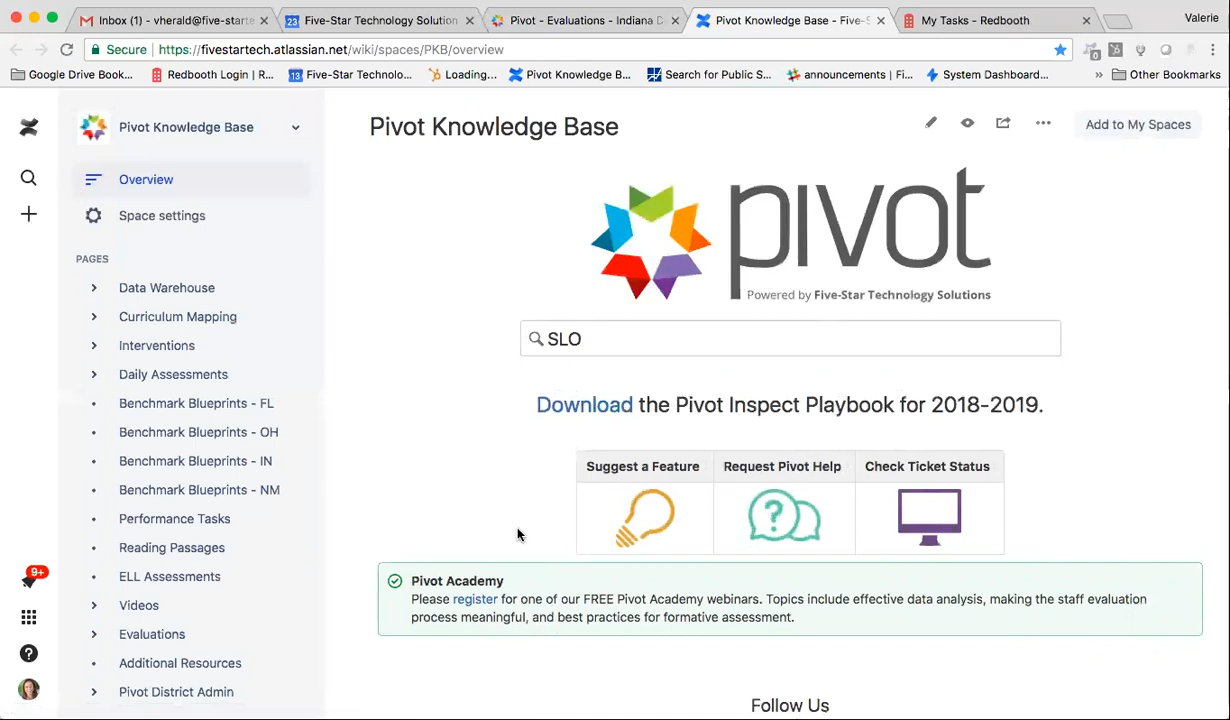 Inbox (1) - vherald@five-starte
Five-Star Technology Solution
Pivot - Evaluations - Indiana D
Pivot Knowledge Base - Five-S
My Tasks - Redbooth
Valerie
Secure
https://fivestartech.atlassian.net/wiki/spaces/PKB/overview
Google Drive Book...
Redbooth Login | R...
Five-Star Technolo...
Loading...
Pivot Knowledge B...
Search for Public S...
announcements | Fi...
System Dashboard...
» Other Bookmarks
Pivot Knowledge Base
Overview
Space settings
PAGES
Data Warehouse
Curriculum Mapping
Interventions
Daily Assessments
Benchmark Blueprints - FL
Benchmark Blueprints - OH
Benchmark Blueprints - IN
Benchmark Blueprints - NM
Performance Tasks
Reading Passages
ELL Assessments
Videos
Evaluations
Additional Resources
Pivot District Admin
9+
Pivot Knowledge Base
Add to My Spaces
pivot
Powered by Five-Star Technology Solutions
SLO
Download the Pivot Inspect Playbook for 2018-2019.
Suggest a Feature
Request Pivot Help
Check Ticket Status
Pivot Academy
Please register for one of our FREE Pivot Academy webinars. Topics include effective data analysis, making the staff evaluation
process meaningful, and best practices for formative assessment.
Follow Us